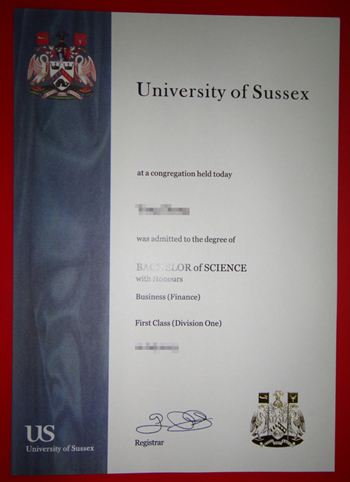 University of Sussex
at a congregation held today
was admitted to the degree of
BACHELOR of SCIENCE
with Honours
Business (Finance)
First Class (Division One)
Registrar
US
University of Sussex